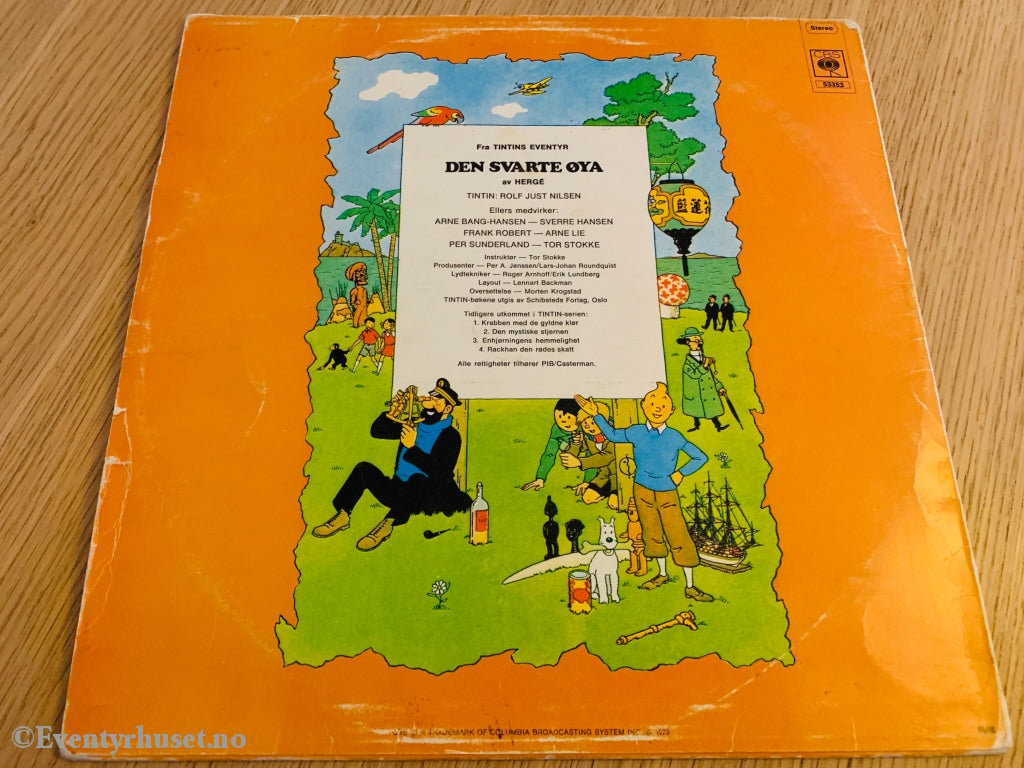 Stereo
CBS
53353
Fra TINTINS EVENTYR
DEN SVARTE ØYA
av HERGÉ
TINTIN: ROLF JUST NILSEN
Ellers medvirker:
ARNE BANG-HANSEN — SVERRE HANSEN
FRANK ROBERT — ARNE LIE
PER SUNDERLAND — TOR STOKKE
Instruktør — Tor Stokke
Produsenter — Per A. Jenssen/Lars-Johan Roundquist
Lydtekniker — Roger Arnhoff/Erik Lundberg
Layout — Lennart Backman
Oversettelse — Morten Krogstad
TINTIN-bøkene utgis av Schibsteds Forlag, Oslo
Tidligere utkommet i TINTIN-serien:
1. Krabben med de gyldne klør
2. Den mystiske stjernen
3. Enhjørningens hemmelighet
4. Rackhan den rødes skatt
Alle rettigheter tilhører PIB/Casterman.
藍蓮
TRADEMARK OF COLUMBIA BROADCASTING SYSTEM INC.
©Eventyrhuset.no